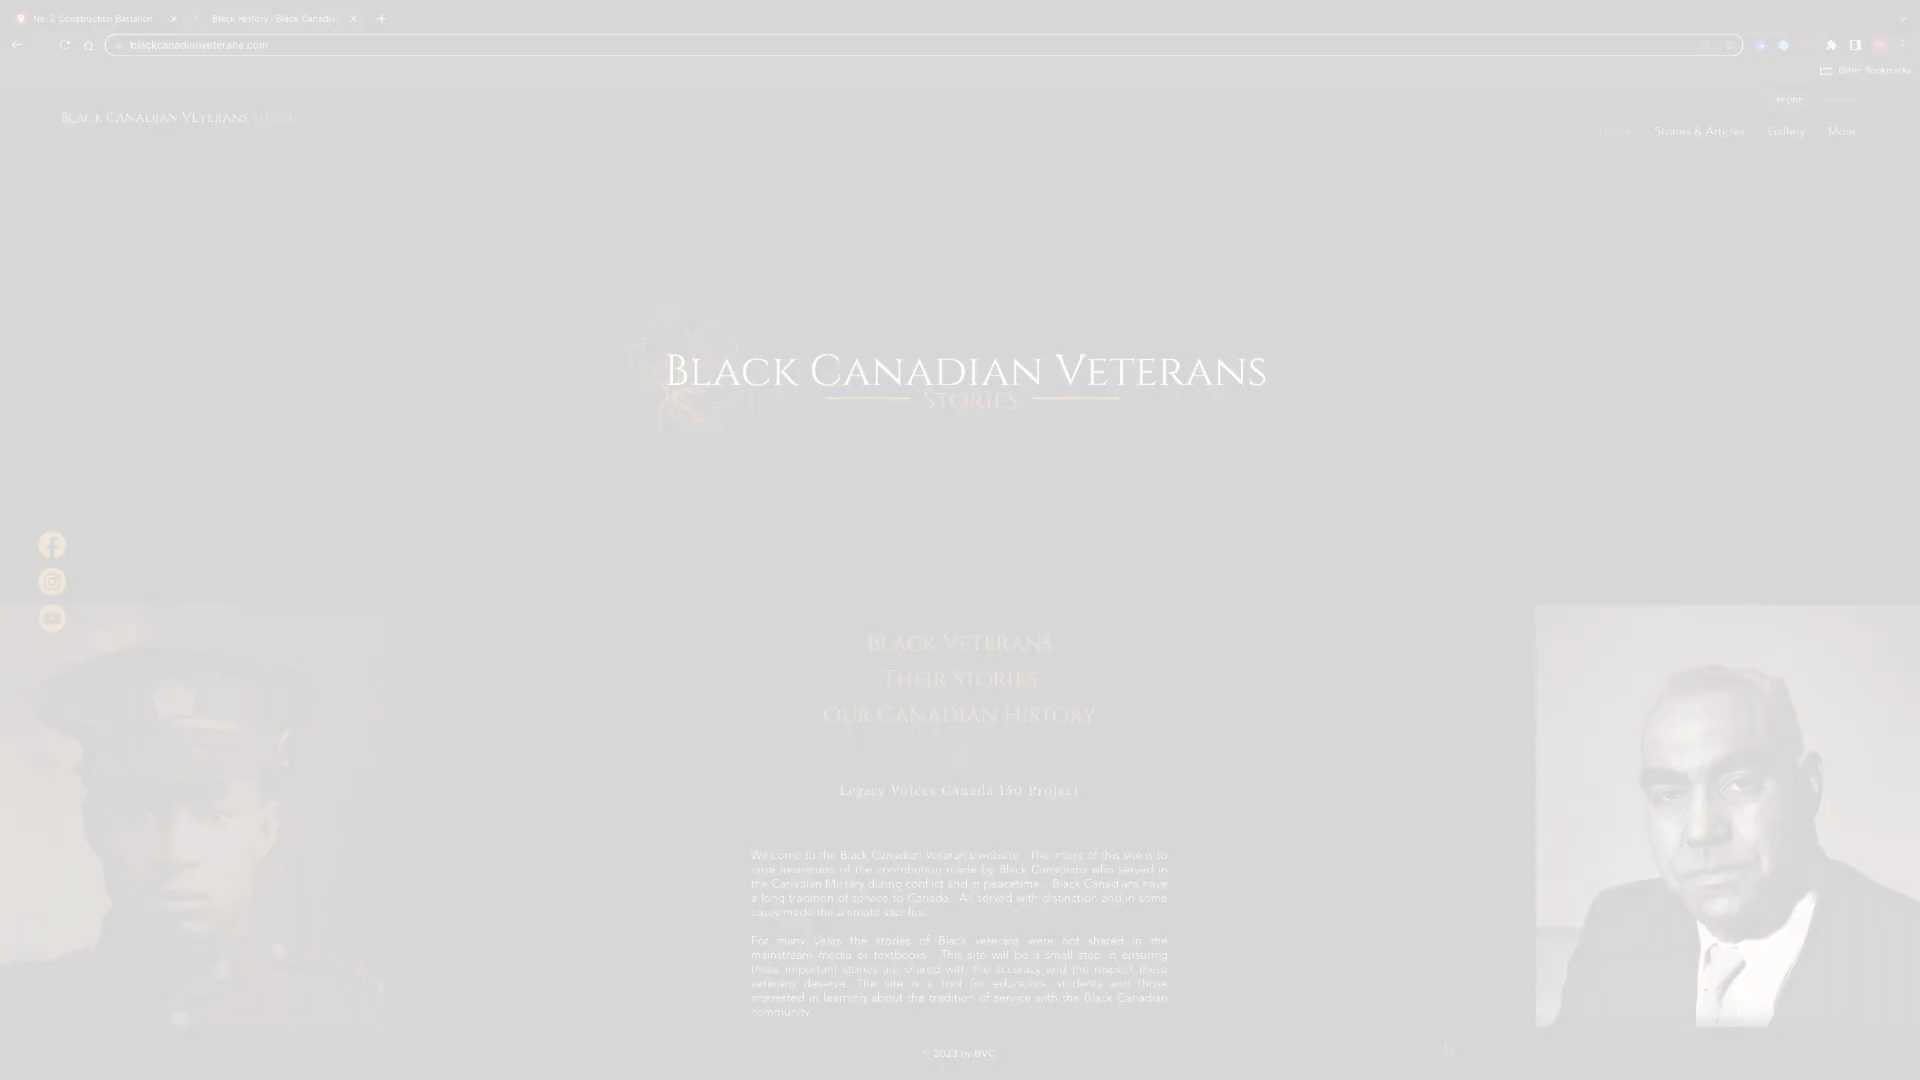 No. 2 Construction Battalion
Black History | Black Canadia
blackcanadianveterans.com
Other Bookmarks
English
BLACK CANADIAN VETERANS STORIES
Home Stories & Articles Gallery More
BLACK CANADIAN VETERANS
STORIES
BLACK VETERANS
THEIR STORIES
OUR CANADIAN HISTORY
Legacy Voices Canada 150 Project
Welcome to the Black Canadian Veteran's website. The intent of this site is to
raise awareness of the contribution made by Black Canadians who served in
the Canadian Military during conflict and in peacetime. Black Canadians have
a long tradition of service to Canada. All served with distinction and in some
cases made the ultimate sacrifice.
For many years the stories of Black veterans were not shared in the
mainstream media or textbooks. This site will be a small step in ensuring
these important stories are shared with the accuracy and the respect these
veterans deserve. The site is a tool for educators, students and those
interested in learning about the tradition of service with the Black Canadian
community.
© 2023 by BVC